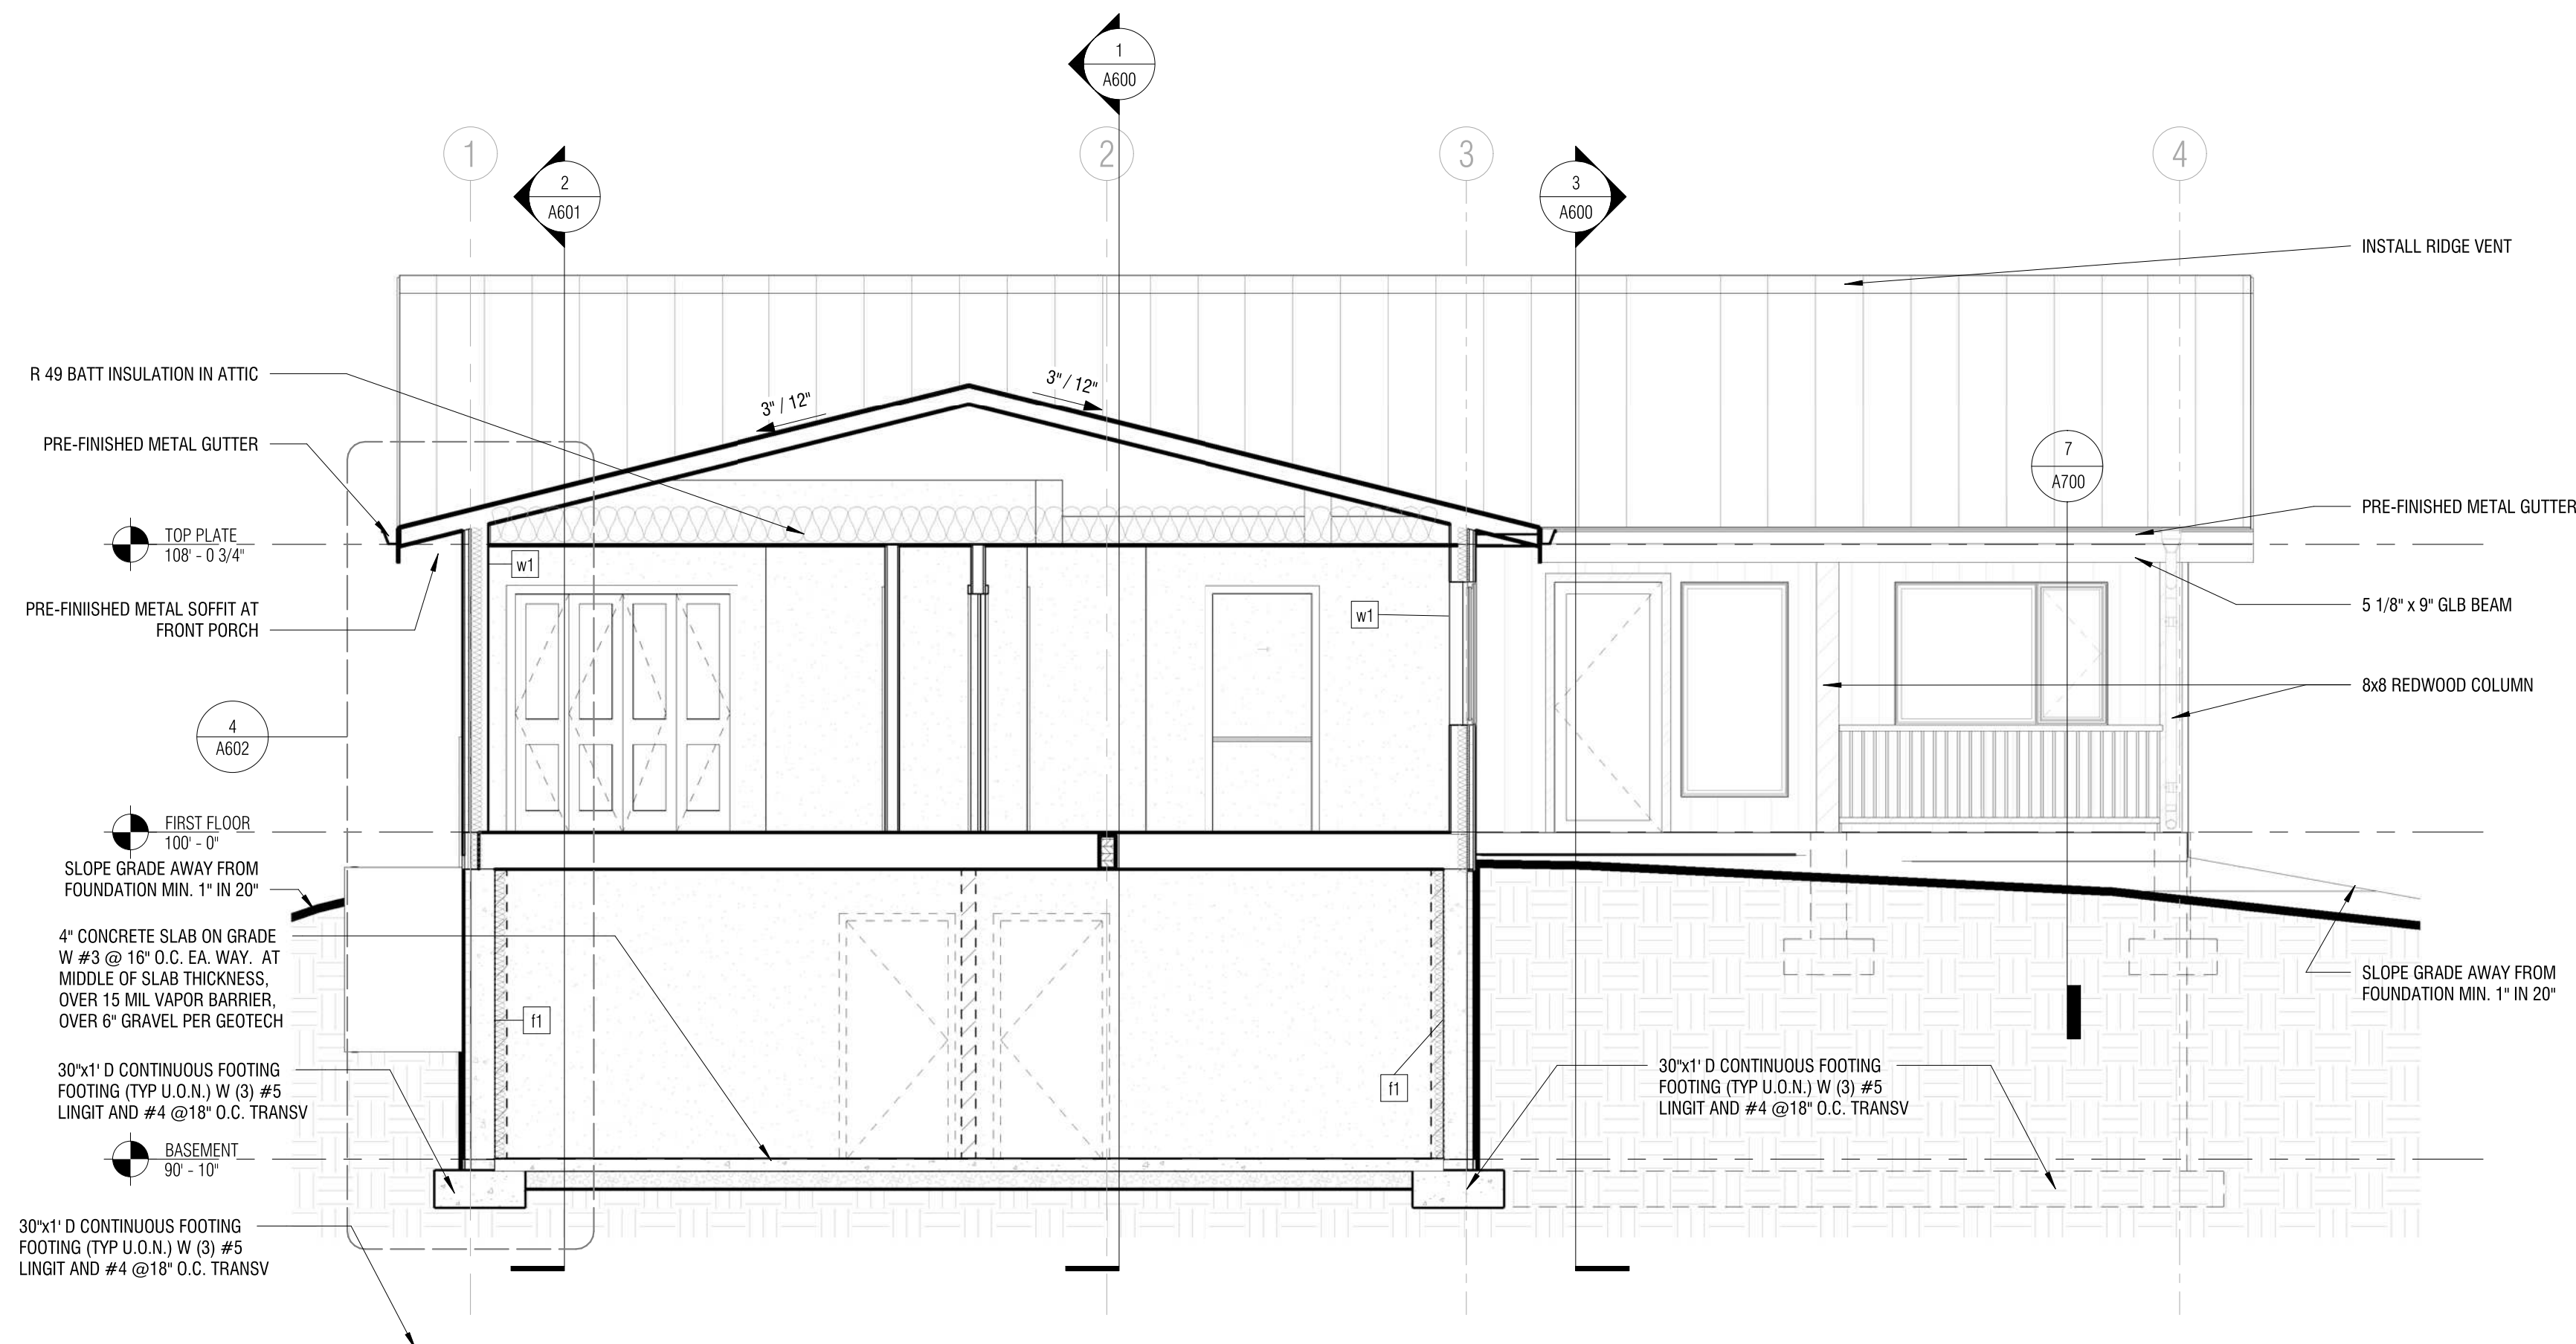 1
A600
1
2
3
4
2
A601
3
A600
INSTALL RIDGE VENT
R 49 BATT INSULATION IN ATTIC
3" / 12"
3" / 12"
PRE-FINISHED METAL GUTTER
7
A700
PRE-FINISHED METAL GUTTER
TOP PLATE
108' - 0 3/4"
w1
w1
PRE-FINIISHED METAL SOFFIT AT
FRONT PORCH
5 1/8" x 9" GLB BEAM
8x8 REDWOOD COLUMN
4
A602
FIRST FLOOR
100' - 0"
SLOPE GRADE AWAY FROM
FOUNDATION MIN. 1" IN 20"
4" CONCRETE SLAB ON GRADE
W #3 @ 16" O.C. EA. WAY. AT
MIDDLE OF SLAB THICKNESS,
OVER 15 MIL VAPOR BARRIER,
OVER 6" GRAVEL PER GEOTECH
SLOPE GRADE AWAY FROM
FOUNDATION MIN. 1" IN 20"
f1
f1
30"x1' D CONTINUOUS FOOTING
FOOTING (TYP U.O.N.) W (3) #5
LINGIT AND #4 @18" O.C. TRANSV
30"x1' D CONTINUOUS FOOTING
FOOTING (TYP U.O.N.) W (3) #5
LINGIT AND #4 @18" O.C. TRANSV
BASEMENT
90' - 10"
30"x1' D CONTINUOUS FOOTING
FOOTING (TYP U.O.N.) W (3) #5
LINGIT AND #4 @18" O.C. TRANSV